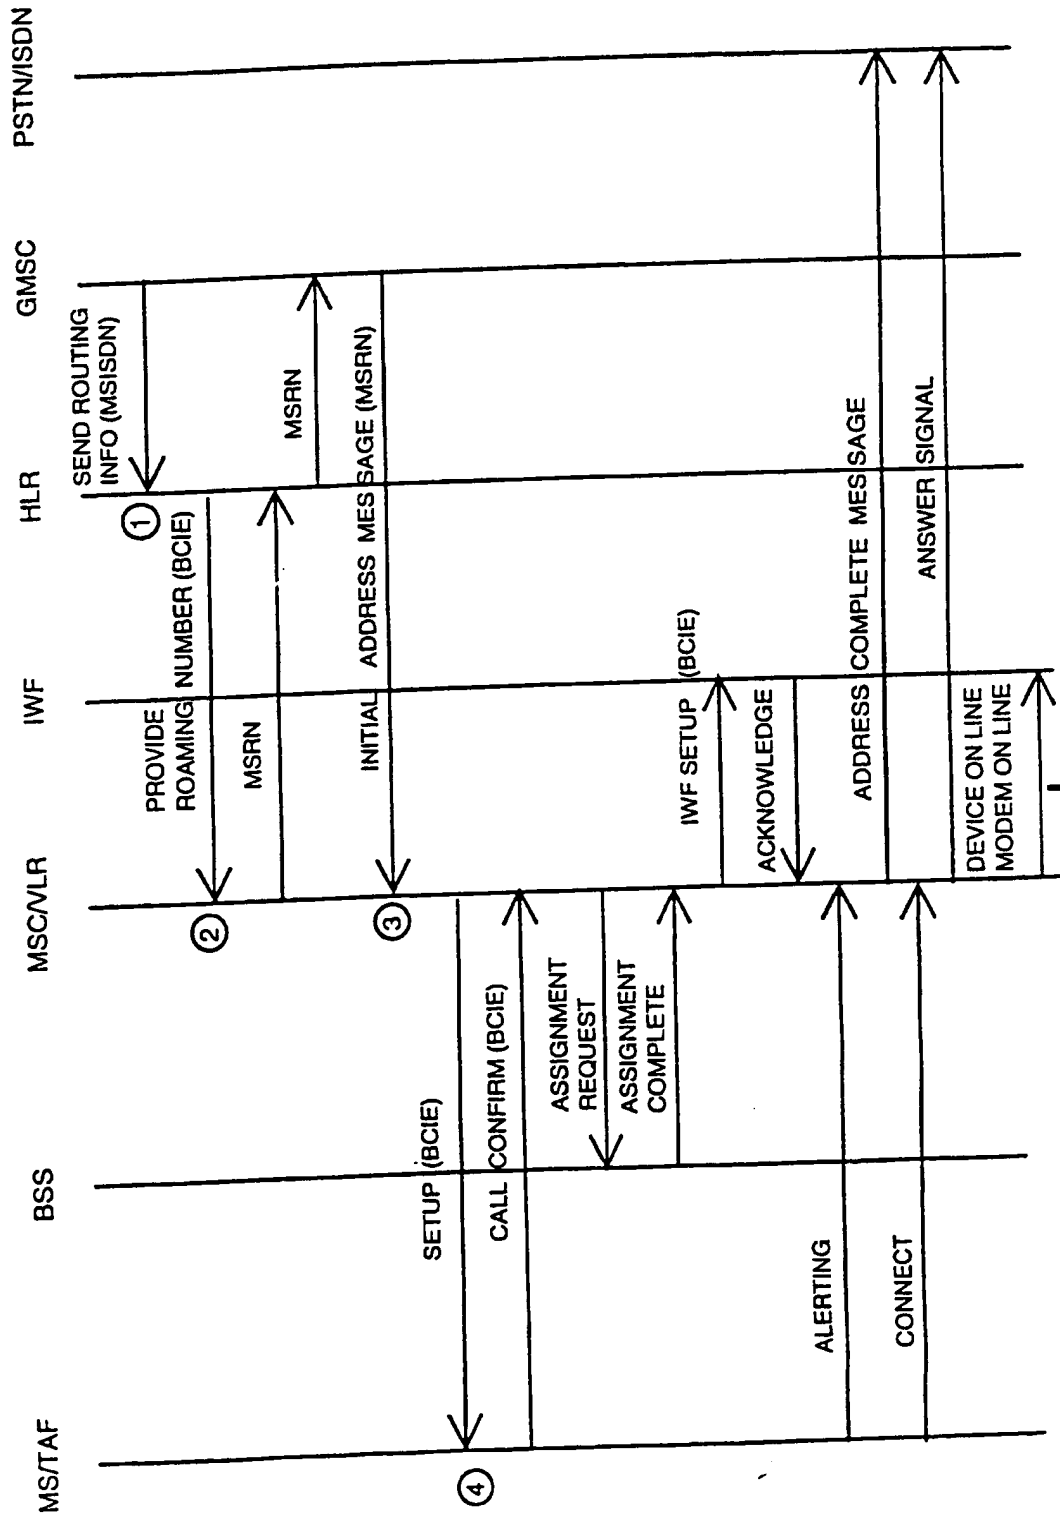 MS/TAF
BSS
MSC/VLR
IWF
HLR
GMSC
PSTN/ISDN
SEND ROUTING
INFO (MSISDN)
1
PROVIDE
ROAMING NUMBER (BCIE)
2
MSRN
MSRN
INITIAL ADDRESS MESSAGE (MSRN)
3
SETUP (BCIE)
4
CALL CONFIRM (BCIE)
ASSIGNMENT
REQUEST
ASSIGNMENT
COMPLETE
IWF SETUP (BCIE)
ACKNOWLEDGE
ALERTING
ADDRESS COMPLETE MESSAGE
CONNECT
ANSWER SIGNAL
DEVICE ON LINE
MODEM ON LINE